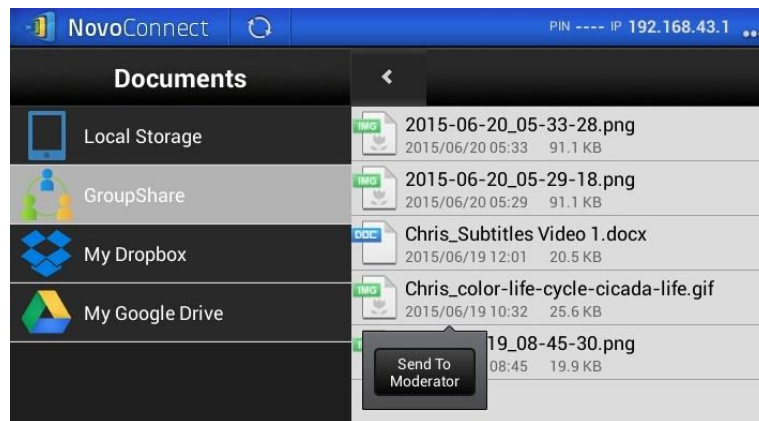 NovoConnect PIN ---- IP 192.168.43.1 ...
Documents
Local Storage
GroupShare
My Dropbox
My Google Drive
IMG 2015-06-20_05-33-28.png
2015/06/20 05:33 91.1 KB
IMG 2015-06-20_05-29-18.png
2015/06/20 05:29 91.1 KB
DOC Chris_Subtitles Video 1.docx
2015/06/19 12:01 20.5 KB
IMG Chris_color-life-cycle-cicada-life.gif
2015/06/19 10:32 25.6 KB
19_08-45-30.png
08:45 19.9 KB
Send To
Moderator